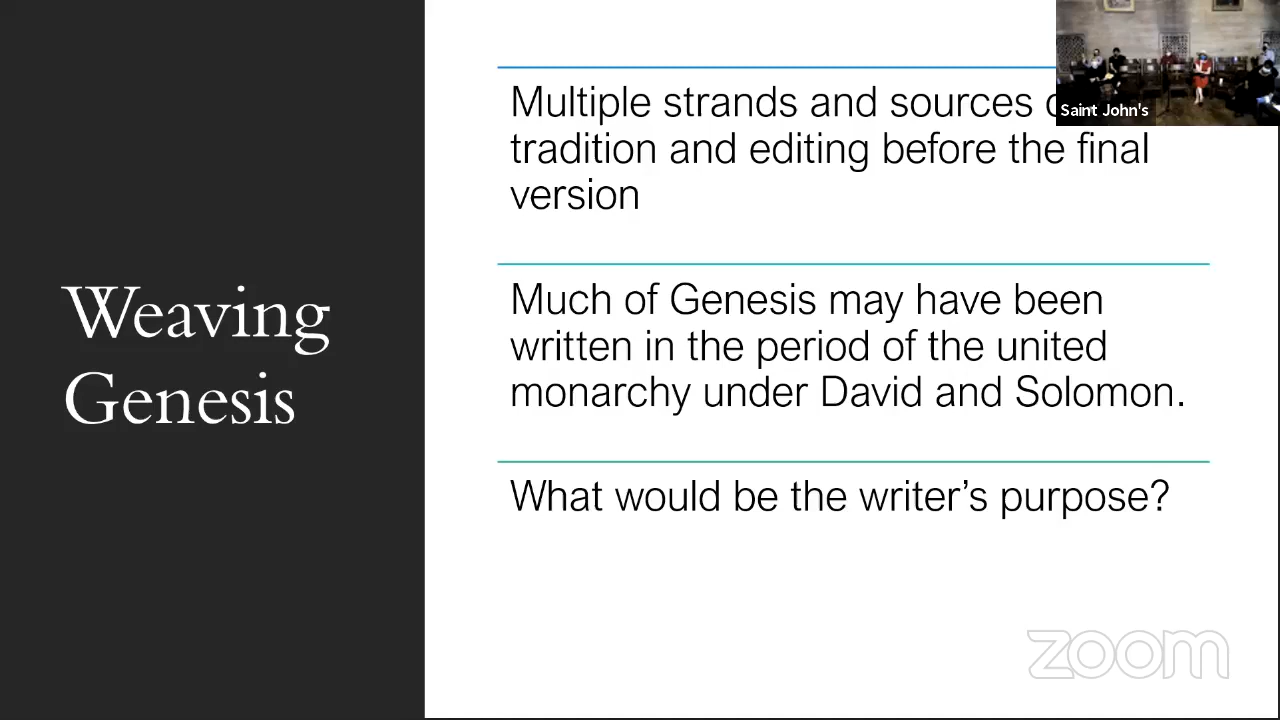 Weaving
Genesis
Multiple strands and sources
tradition and editing before the final
version
Much of Genesis may have been
written in the period of the united
monarchy under David and Solomon.
What would be the writer's purpose?
Saint John's
zoom